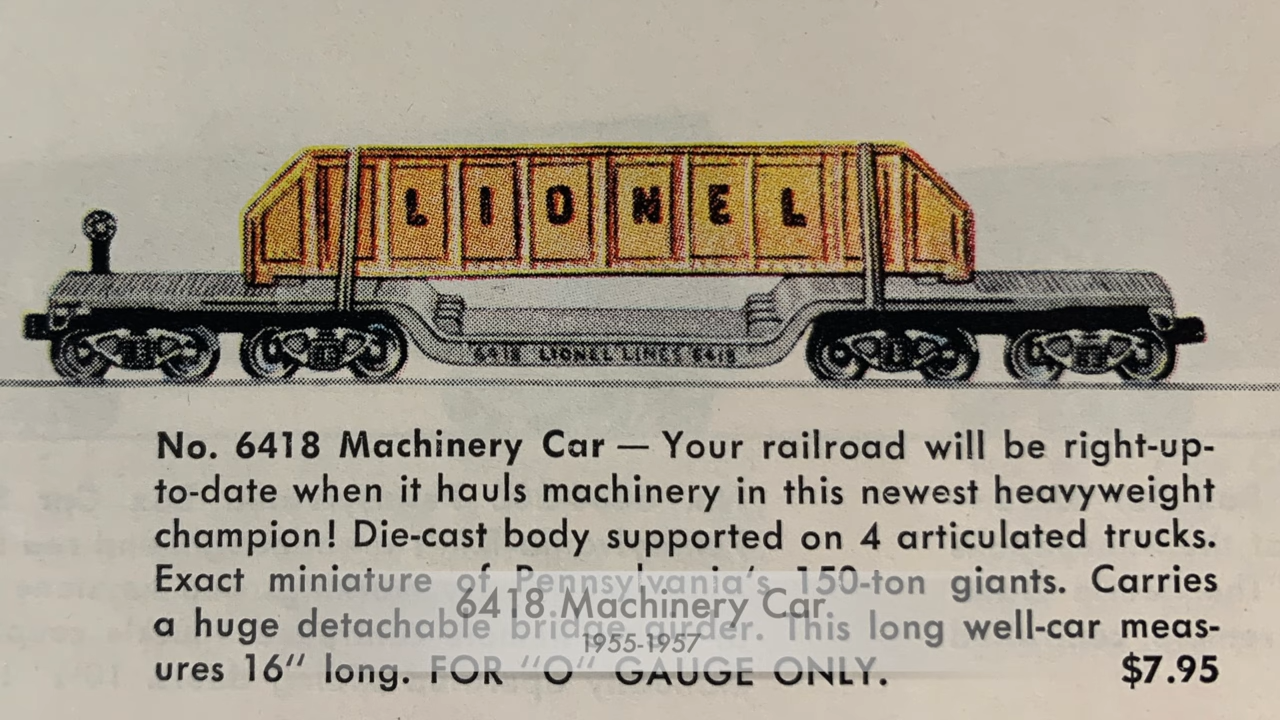 LIONEL
6418 LIONEL LINES 6418
No. 6418 Machinery Car — Your railroad will be right-up-
to-date when it hauls machinery in this newest heavyweight
champion! Die-cast body supported on 4 articulated trucks.
Exact miniature of Pennsylvania's 150-ton giants. Carries
a huge detachable bridge girder. This long well-car meas-
ures 16" long. FOR "O" GAUGE ONLY. $7.95
6418 Machinery Car
1955-1957